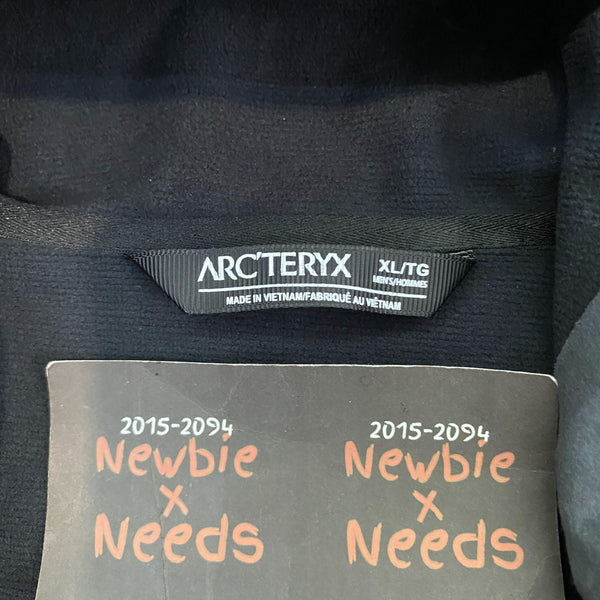 ARC'TERYX XL/TG
MEN'S/HOMMES
MADE IN VIETNAM/FABRIQUÉ AU VIÊTNAM
2015-2094
Newbie
x
Needs
2015-2094
Newbie
x
Needs